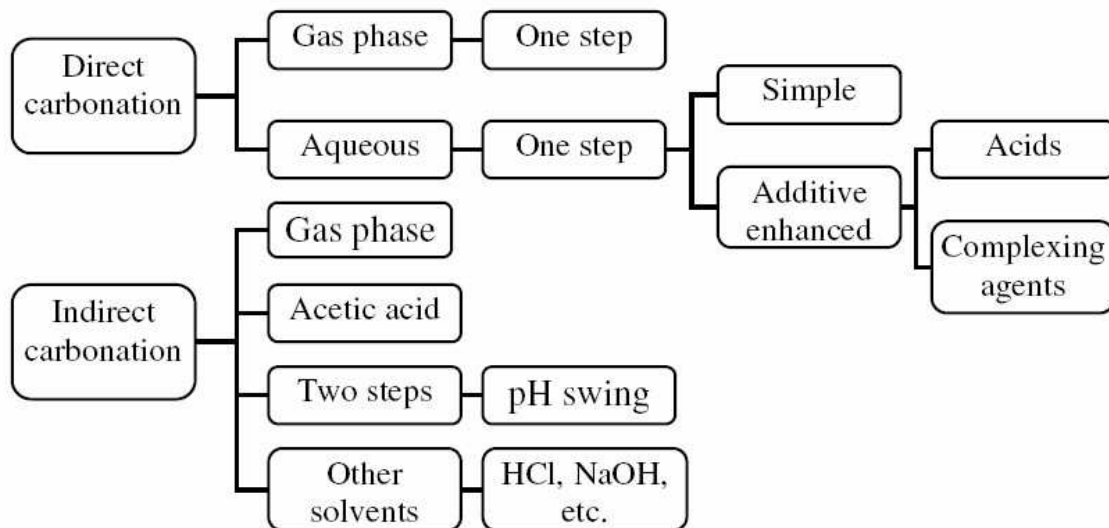 Direct
carbonation
Gas phase
One step
Aqueous
One step
Simple
Additive
enhanced
Acids
Complexing
agents
Indirect
carbonation
Gas phase
Acetic acid
Two steps
pH swing
Other
solvents
HCl, NaOH,
etc.